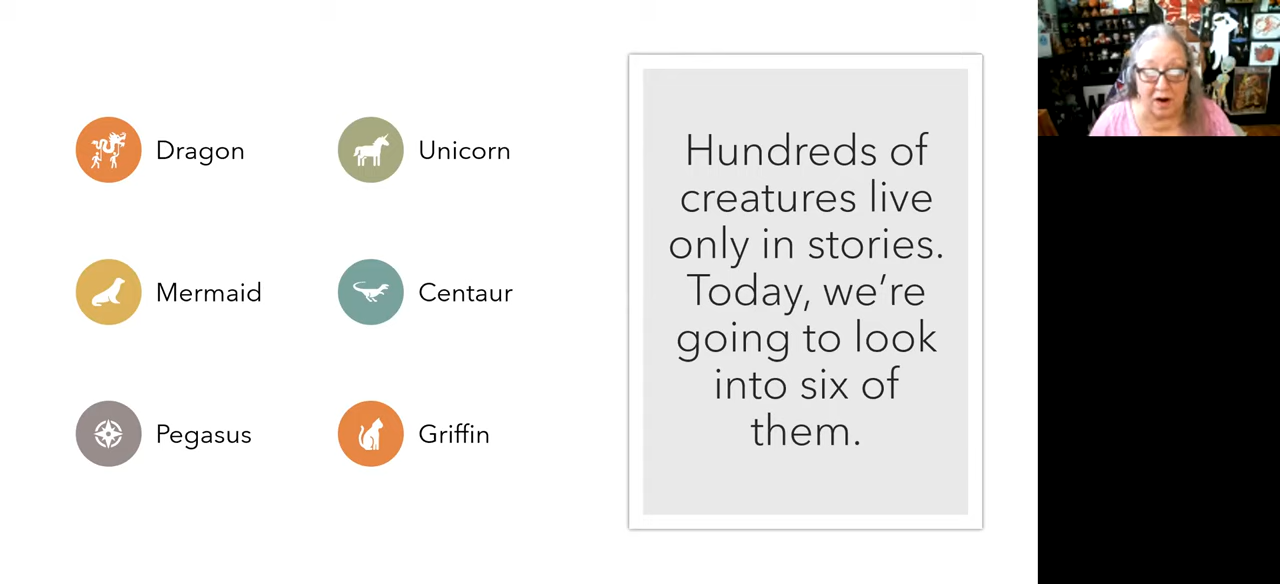 Dragon
Unicorn
Mermaid
Centaur
Pegasus
Griffin
Hundreds of
creatures live
only in stories.
Today, we’re
going to look
into six of
them.